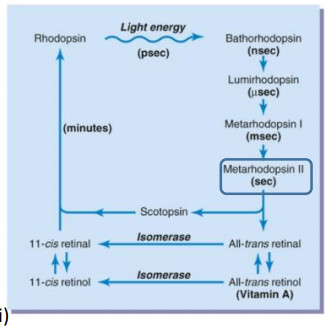 Light energy
Rhodopsin
Bathorhodopsin
(psec)
(nsec)
Lumirhodopsin
(μsec)
Metarhodopsin I
(minutes)
(msec)
Metarhodopsin II
(sec)
Scotopsin
Isomerase
11-cis retinal
All-trans retinal
Isomerase
11-cis retinol
All-trans retinol
(Vitamin A)
i)